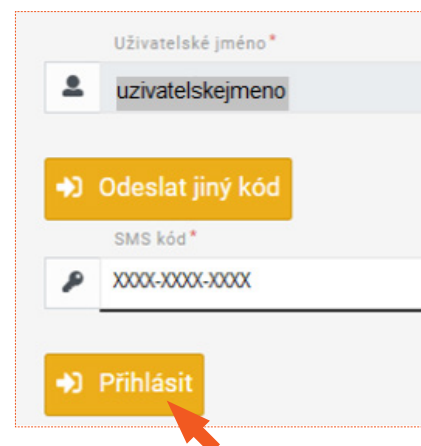 Uživatelské jméno*
uzivatelskejmeno
Odeslat jiný kód
SMS kód*
XXXX-XXXX-XXXX
Přihlásit